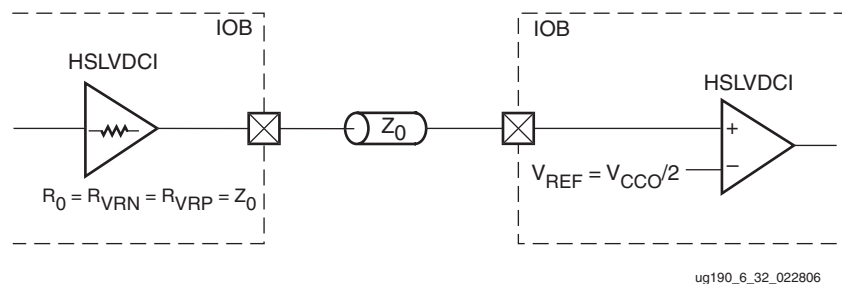 IOB
IOB
HSLVDCI
HSLVDCI
Z0
+
R0 = RVRN = RVRP = Z0
VREF = VCCO/2
–
ug190_6_32_022806